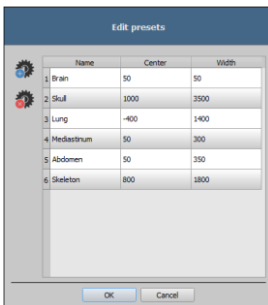 Edit presets
Name Center Width
1 Brain 50 50
2 Skull 1000 3500
3 Lung -400 1400
4 Mediastinum 50 300
5 Abdomen 50 350
6 Skeleton 800 1800
OK Cancel